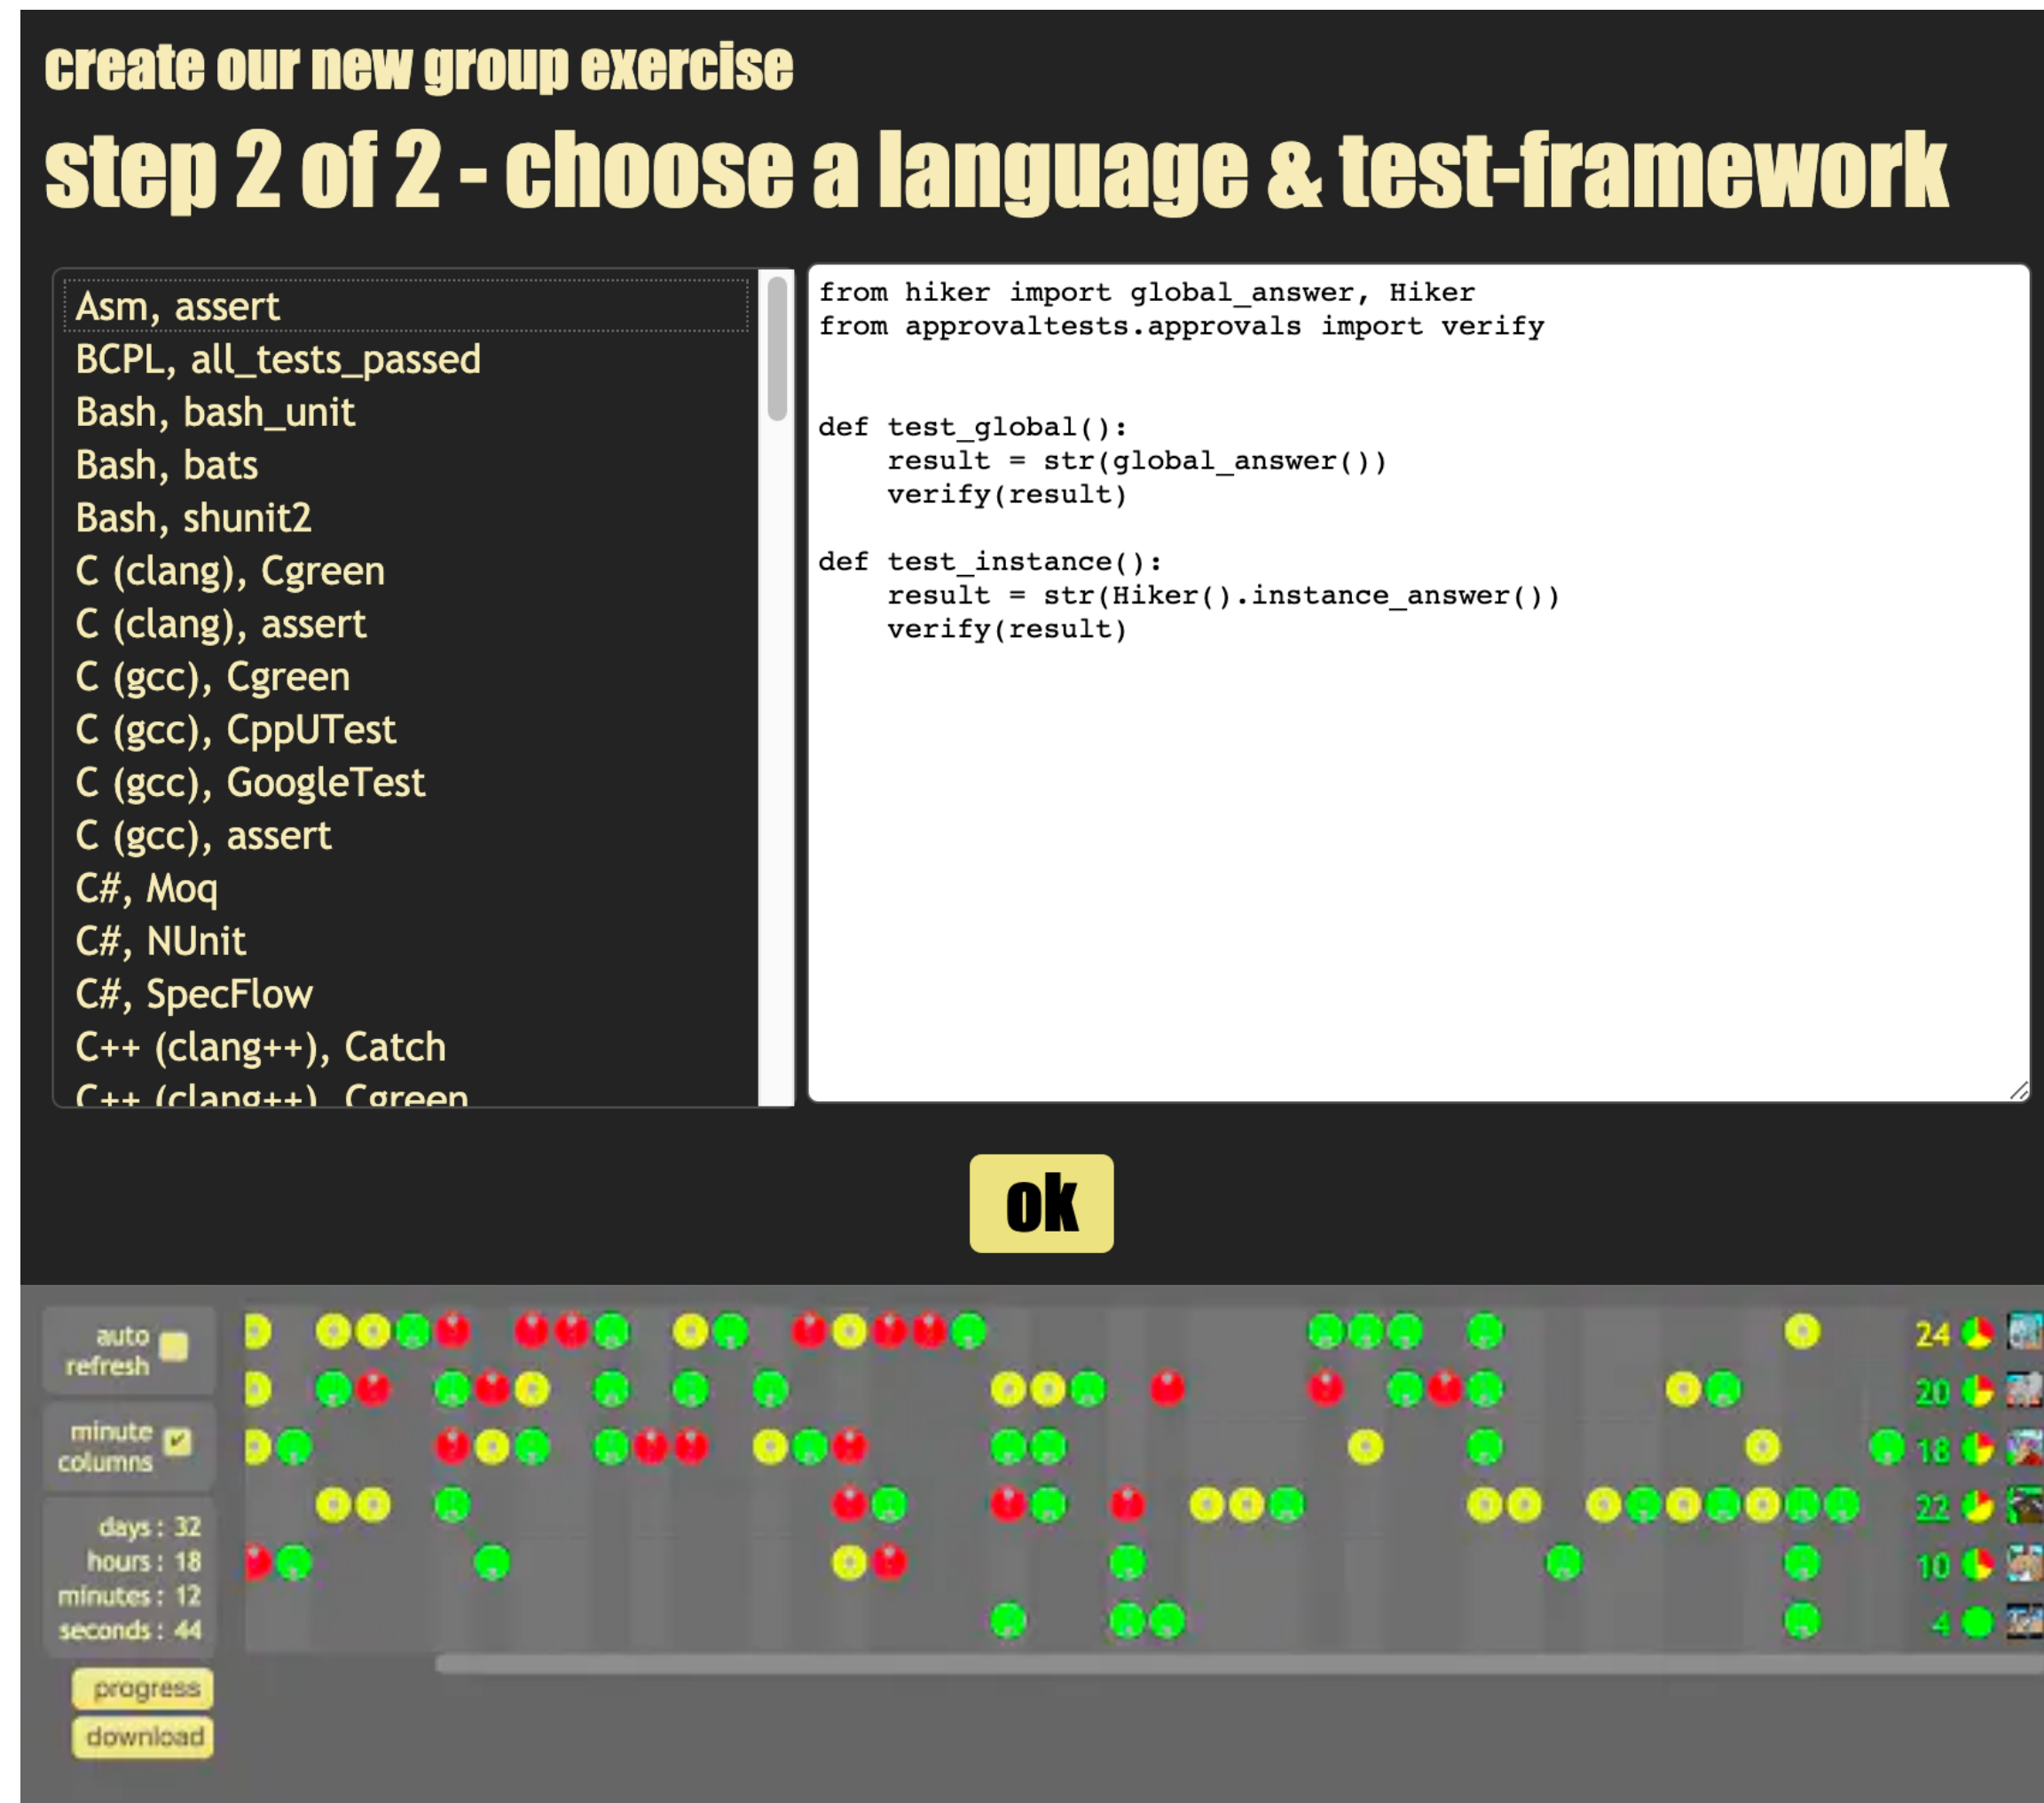 create our new group exercise
step 2 of 2 - choose a language & test-framework
Asm, assert
BCPL, all_tests_passed
Bash, bash_unit
Bash, bats
Bash, shunit2
C (clang), Cgreen
C (clang), assert
C (gcc), Cgreen
C (gcc), CppUTest
C (gcc), GoogleTest
C (gcc), assert
C#, Moq
C#, NUnit
C#, SpecFlow
C++ (clang++), Catch
C++ (clang++), Cgreen
from hiker import global_answer, Hiker
from approvaltests.approvals import verify
def test_global():
    result = str(global_answer())
    verify(result)
def test_instance():
    result = str(Hiker().instance_answer())
    verify(result)
ok
auto
refresh
minute
columns
days : 32
hours : 18
minutes : 12
seconds : 44
progress
download
24
20
18
22
10
4